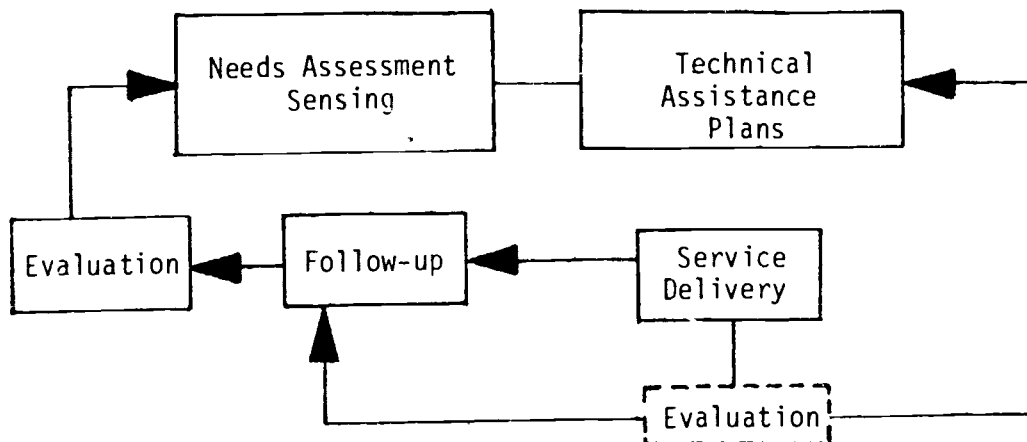 Needs Assessment
Sensing
Technical
Assistance
Plans
Evaluation
Follow-up
Service
Delivery
Evaluation